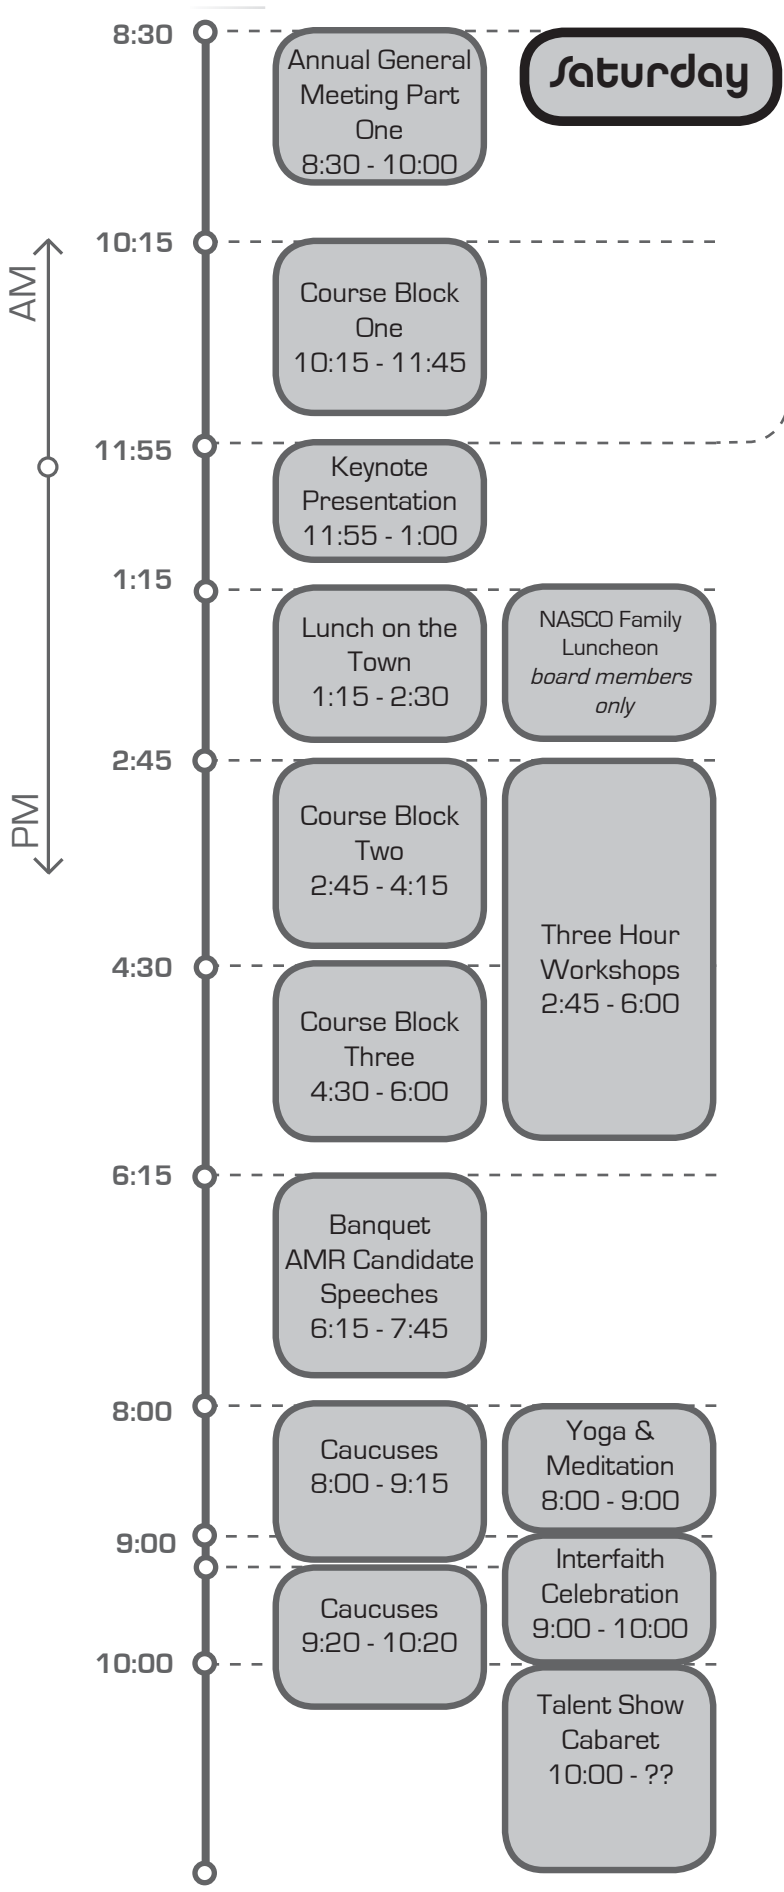 8:30
Annual General
Meeting Part
One
8:30 - 10:00
Saturday
AM
10:15
Course Block
One
10:15 - 11:45
11:55
Keynote
Presentation
11:55 - 1:00
1:15
Lunch on the
Town
1:15 - 2:30
NASCO Family
Luncheon
board members
only
PM
2:45
Course Block
Two
2:45 - 4:15
Three Hour
Workshops
2:45 - 6:00
4:30
Course Block
Three
4:30 - 6:00
6:15
Banquet
AMR Candidate
Speeches
6:15 - 7:45
8:00
Caucuses
8:00 - 9:15
Yoga &
Meditation
8:00 - 9:00
9:00
Interfaith
Celebration
9:00 - 10:00
Caucuses
9:20 - 10:20
10:00
Talent Show
Cabaret
10:00 - ??